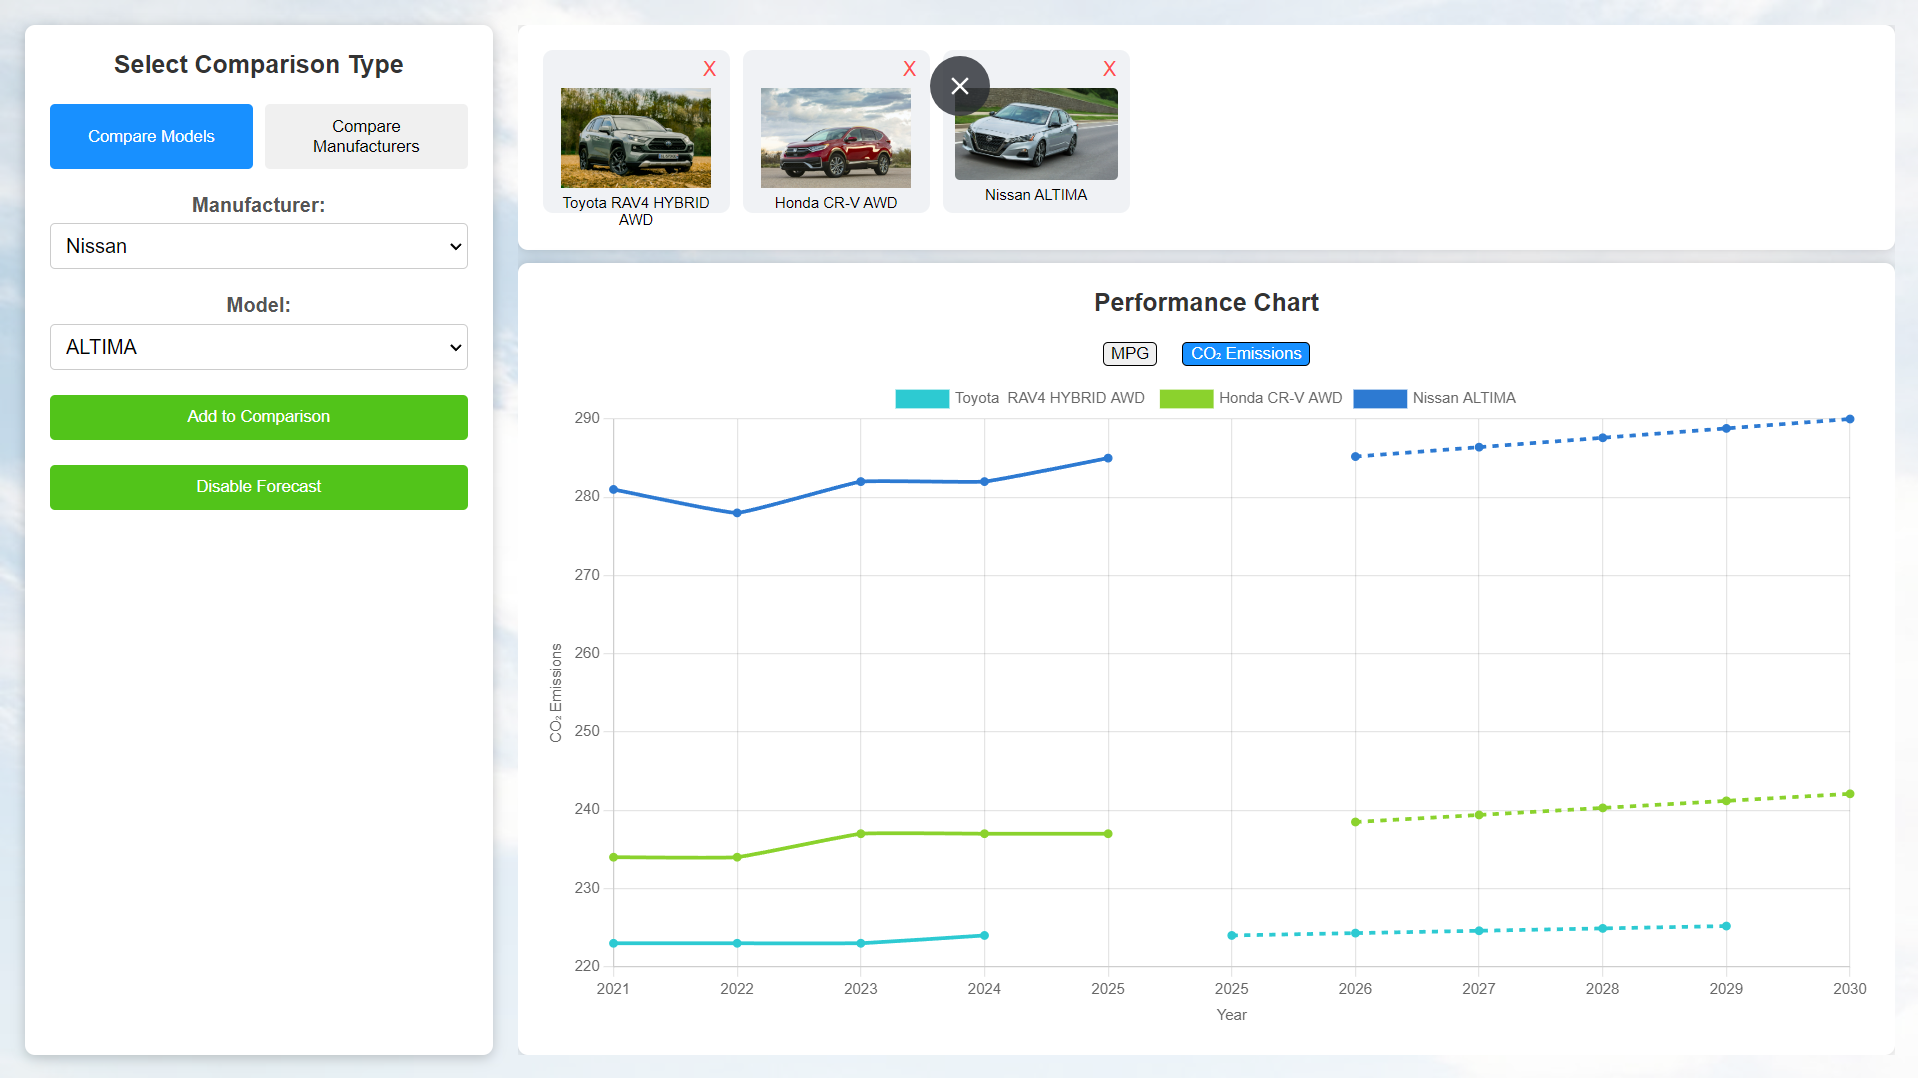 Select Comparison Type
Compare Models
Compare
Manufacturers
Manufacturer:
Nissan
Model:
ALTIMA
Add to Comparison
Disable Forecast
X
X
X
Toyota RAV4 HYBRID
AWD
Honda CR-V AWD
Nissan ALTIMA
Performance Chart
MPG
CO₂ Emissions
Toyota  RAV4 HYBRID AWD
Honda CR-V AWD
Nissan ALTIMA
290
280
270
260
250
240
230
220
CO₂ Emissions
2021
2022
2023
2024
2025
2025
2026
2027
2028
2029
2030
Year